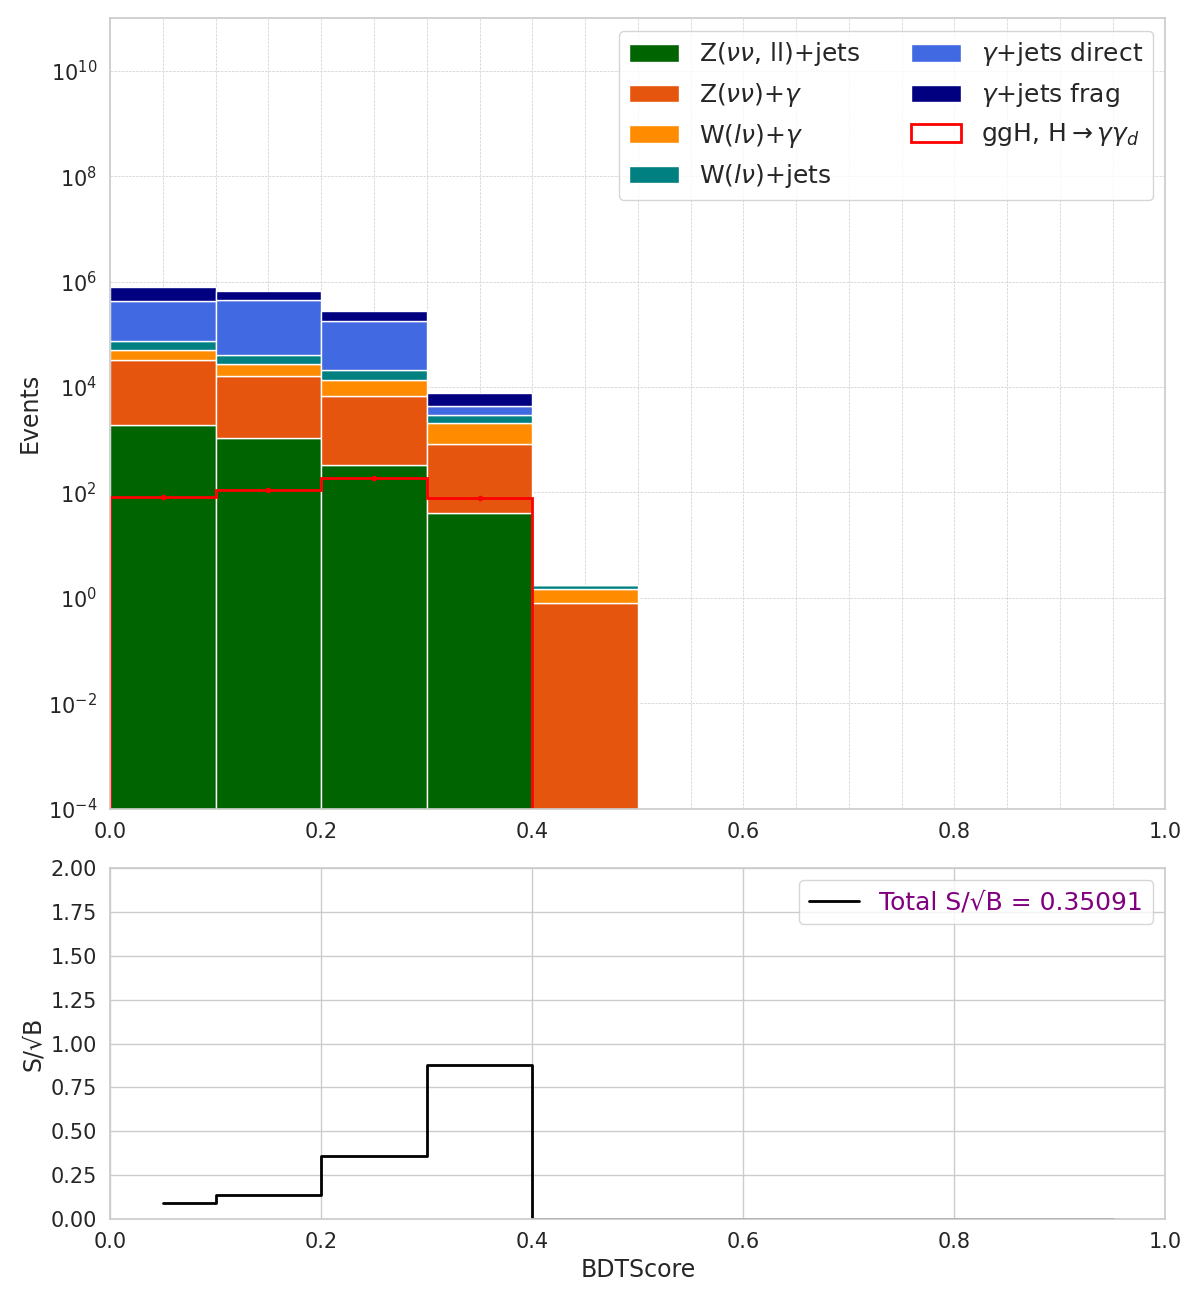 Z(νν, ll)+jets
Z(νν)+γ
W(lν)+γ
W(lν)+jets
γ+jets direct
γ+jets frag
ggH, H→γγ_d
Events
10^10
10^8
10^6
10^4
10^2
10^0
10^−2
10^−4
0.0 0.2 0.4 0.6 0.8 1.0
Total S/√B = 0.35091
S/√B
2.00
1.75
1.50
1.25
1.00
0.75
0.50
0.25
0.00
0.0 0.2 0.4 0.6 0.8 1.0
BDTScore